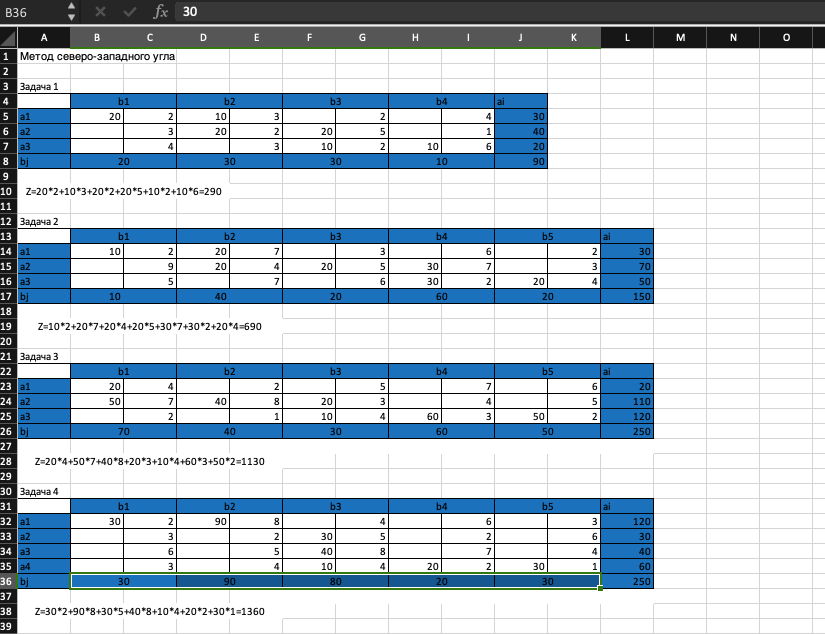 B36 fx 30
A B C D E F G H I J K L M N O
1 Метод северо-западного угла
2
3 Задача 1
4 b1 b2 b3 b4 ai
5 a1 20 2 10 3 2 4 30
6 a2 3 20 2 20 5 1 40
7 a3 4 3 10 2 10 6 20
8 bj 20 30 30 10 90
9
10 Z=20*2+10*3+20*2+20*5+10*2+10*6=290
11
12 Задача 2
13 b1 b2 b3 b4 b5 ai
14 a1 10 2 20 7 3 6 2 30
15 a2 9 20 4 20 5 30 7 3 70
16 a3 5 7 6 30 2 20 4 50
17 bj 10 40 20 60 20 150
18
19 Z=10*2+20*7+20*4+20*5+30*7+30*2+20*4=690
20
21 Задача 3
22 b1 b2 b3 b4 b5 ai
23 a1 20 4 2 5 7 6 20
24 a2 50 7 40 8 20 3 4 5 110
25 a3 2 1 10 4 60 3 50 2 120
26 bj 70 40 30 60 50 250
27
28 Z=20*4+50*7+40*8+20*3+10*4+60*3+50*2=1130
29
30 Задача 4
31 b1 b2 b3 b4 b5 ai
32 a1 30 2 90 8 4 6 3 120
33 a2 3 2 30 5 2 6 30
34 a3 6 5 40 8 7 4 40
35 a4 3 4 10 4 20 2 30 1 60
36 bj 30 90 80 20 30 250
37
38 Z=30*2+90*8+30*5+40*8+10*4+20*2+30*1=1360
39